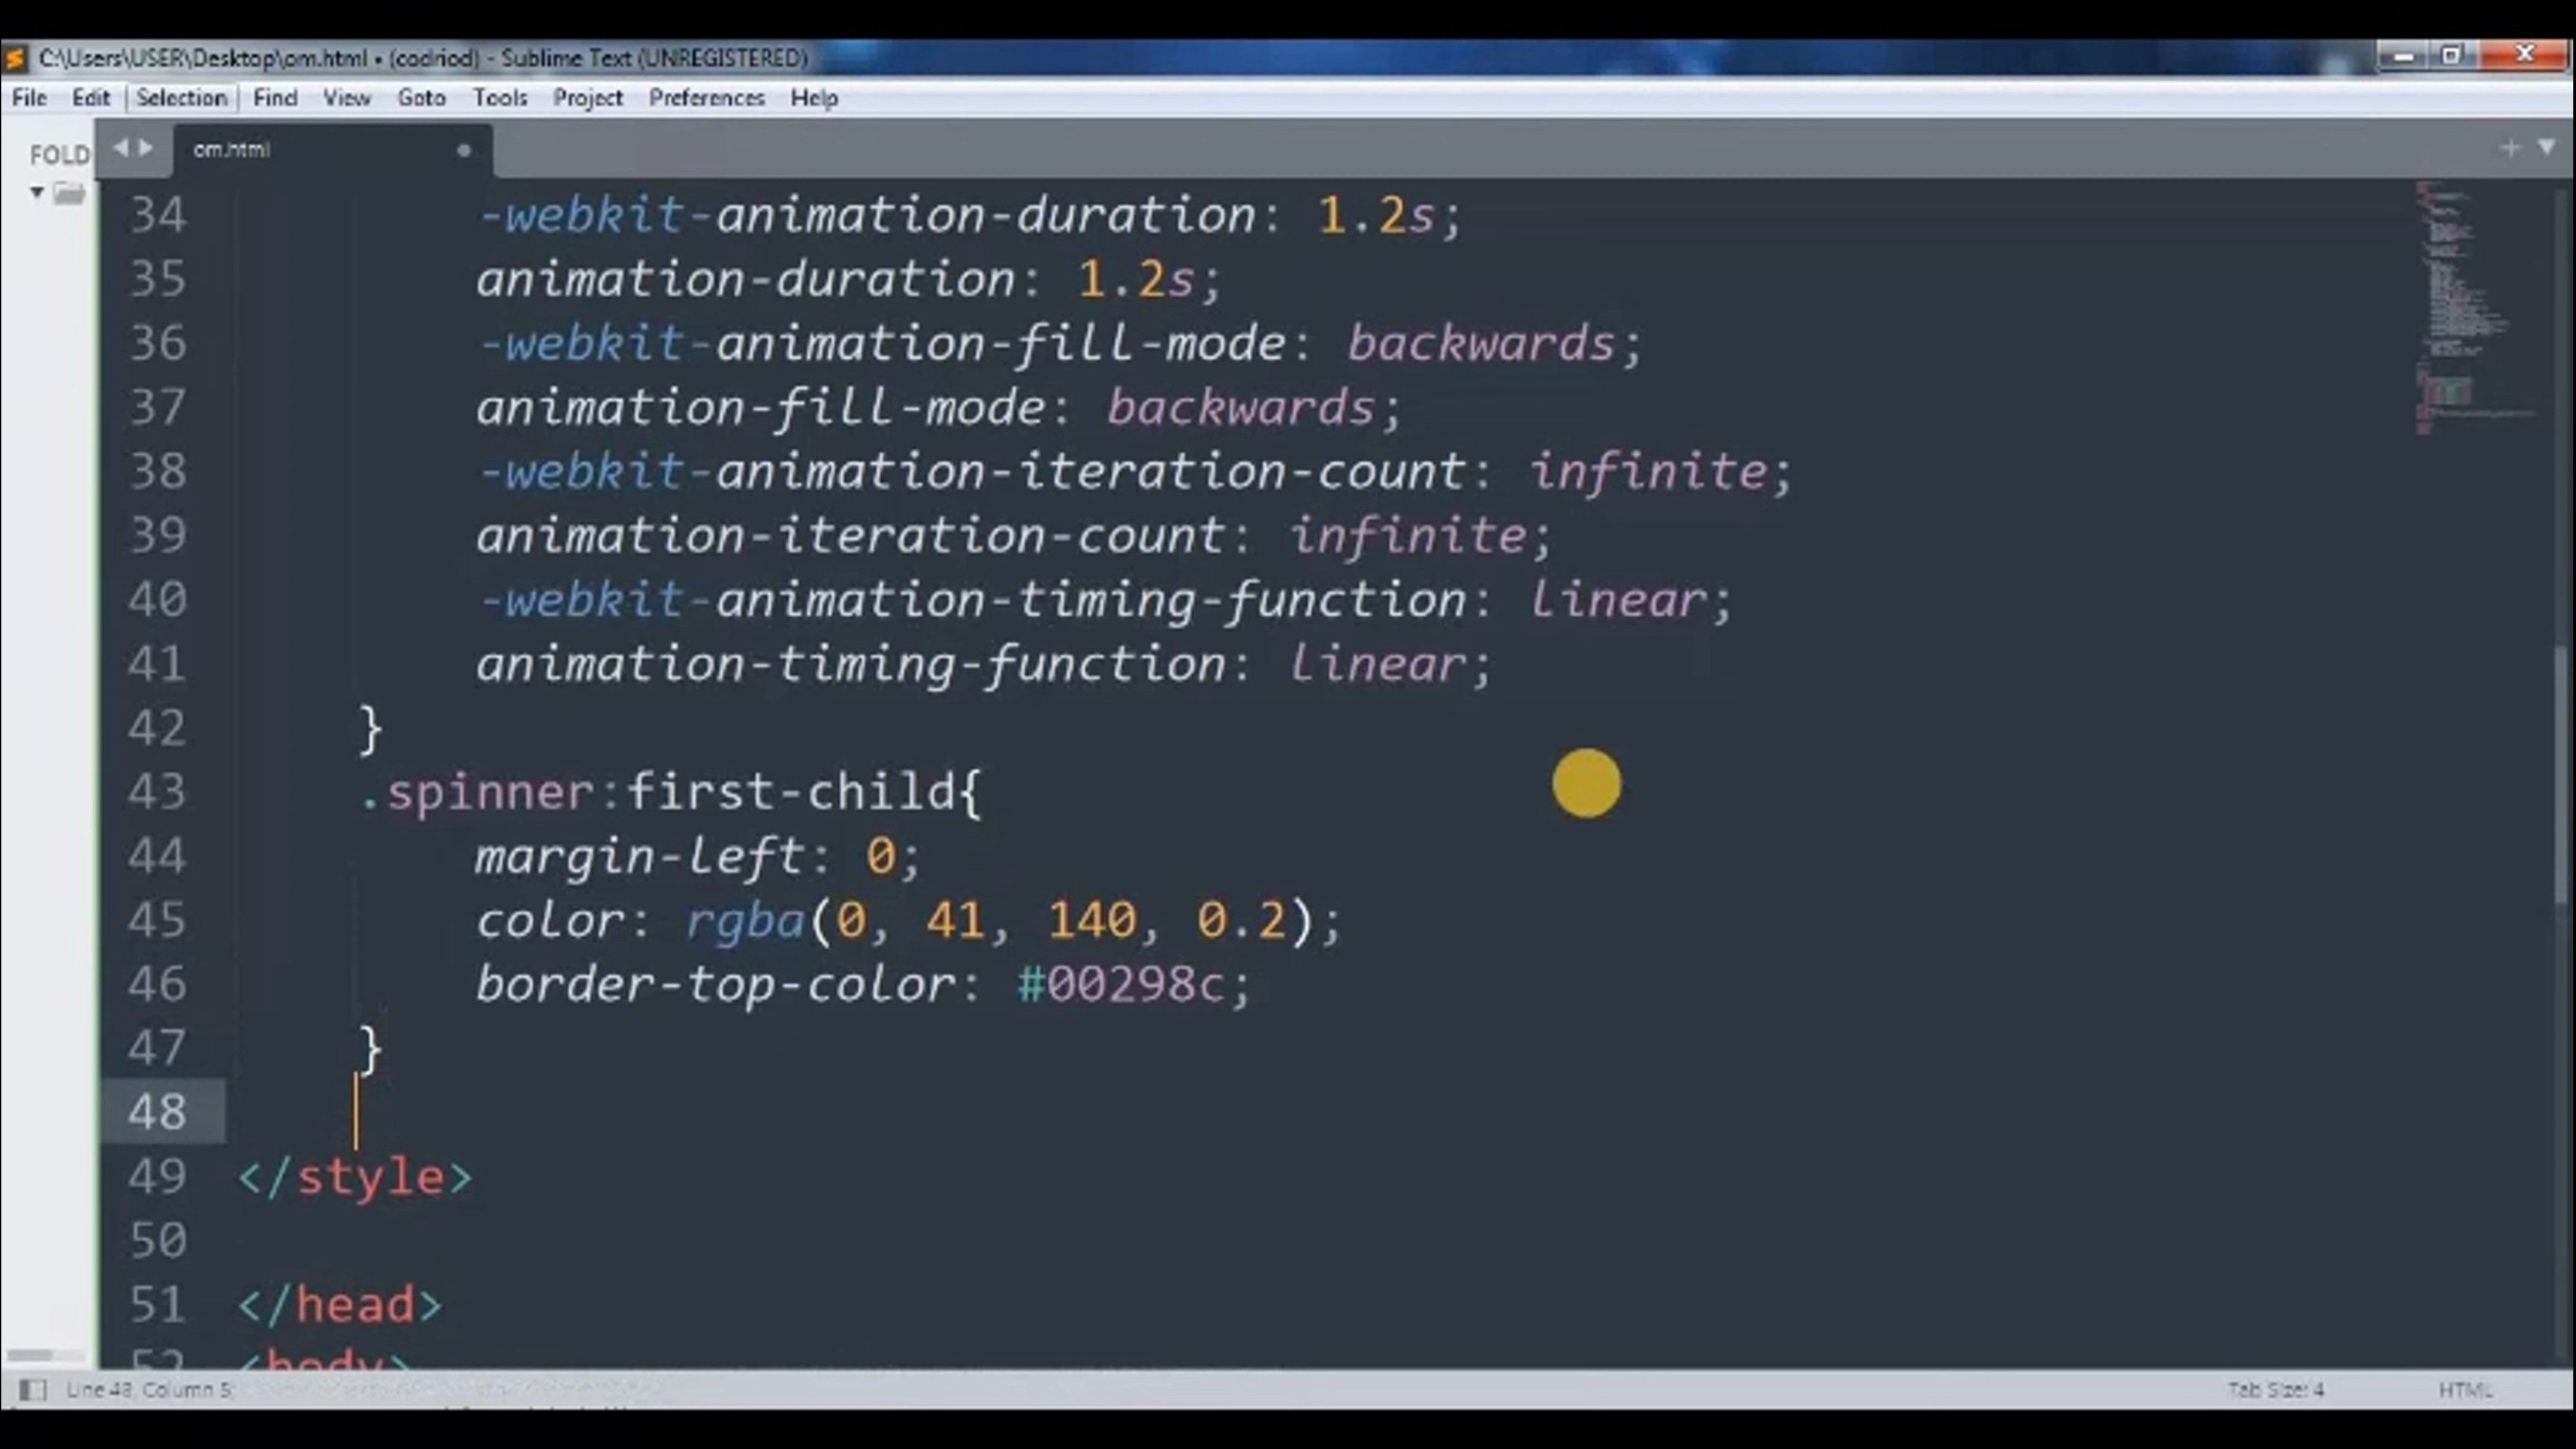 C:\Users\USER\Desktop\om.html • (codriod) - Sublime Text (UNREGISTERED)
File Edit Selection Find View Goto Tools Project Preferences Help
FOLD
om.html
34 -webkit-animation-duration: 1.2s;
35 animation-duration: 1.2s;
36 -webkit-animation-fill-mode: backwards;
37 animation-fill-mode: backwards;
38 -webkit-animation-iteration-count: infinite;
39 animation-iteration-count: infinite;
40 -webkit-animation-timing-function: linear;
41 animation-timing-function: linear;
42 }
43 .spinner:first-child{
44 margin-left: 0;
45 color: rgba(0, 41, 140, 0.2);
46 border-top-color: #00298c;
47 }
48
49 </style>
50
51 </head>
52 <body>
Line 48, Column 5;
Tab Size: 4
HTML